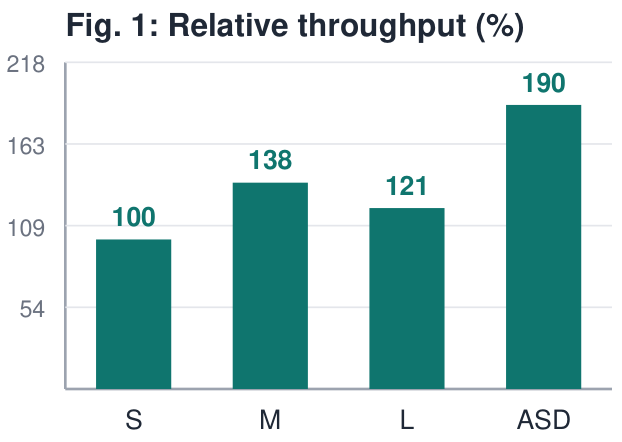 Fig. 1: Relative throughput (%)
218
163
109
54
100
138
121
190
S
M
L
ASD